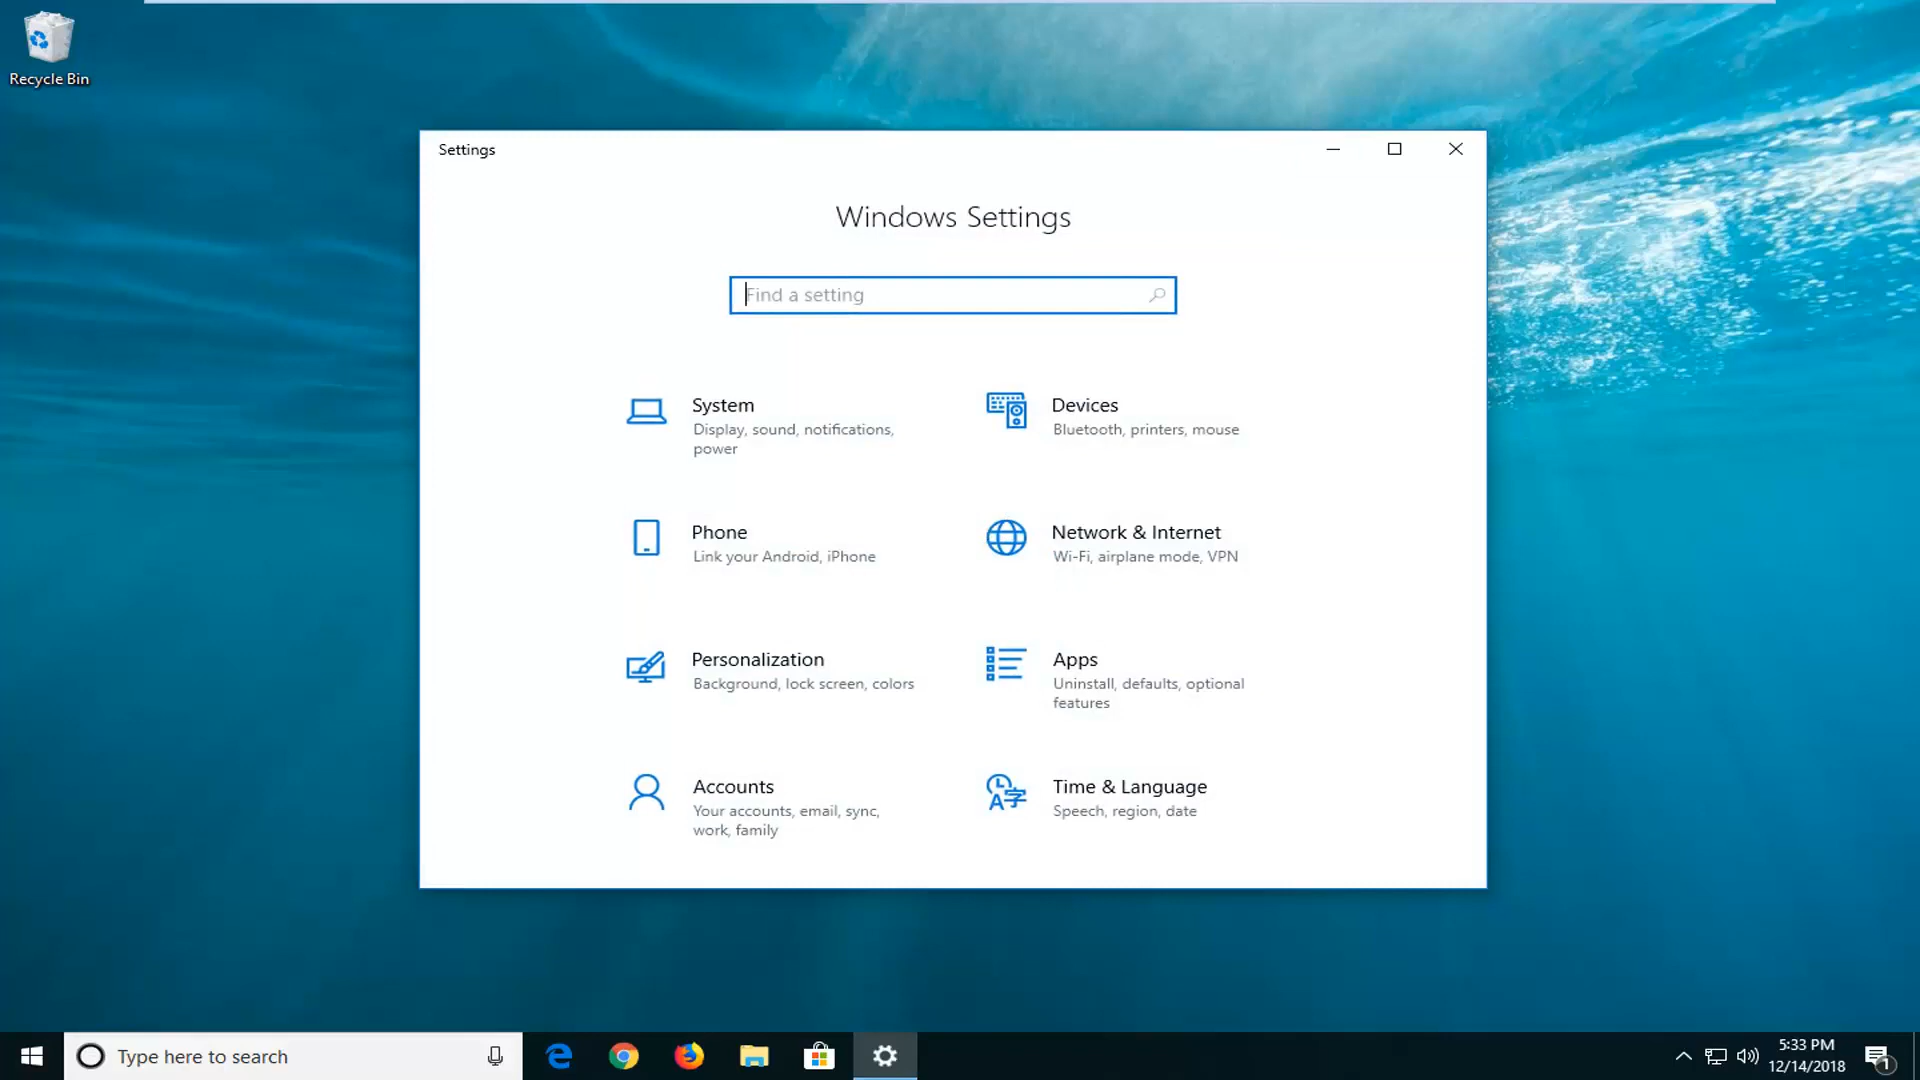 Recycle Bin
Settings
Windows Settings
Find a setting
System
Display, sound, notifications,
power
Devices
Bluetooth, printers, mouse
Phone
Link your Android, iPhone
Network & Internet
Wi-Fi, airplane mode, VPN
Personalization
Background, lock screen, colors
Apps
Uninstall, defaults, optional
features
Accounts
Your accounts, email, sync,
work, family
Time & Language
Speech, region, date
Type here to search
5:33 PM
12/14/2018
1